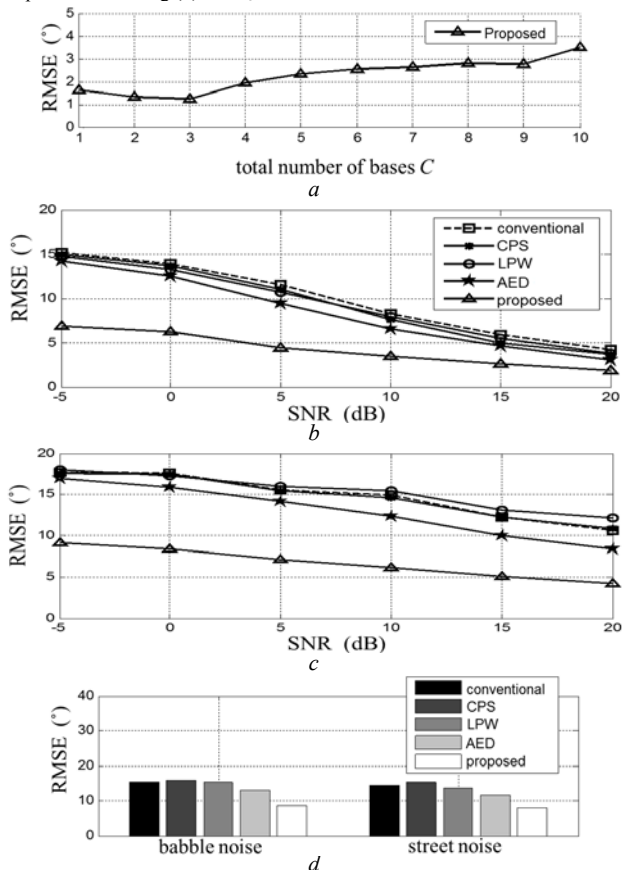 5
4
3
2
1
0
RMSE (°)
Proposed
1 2 3 4 5 6 7 8 9 10
total number of bases C
a
20
15
10
5
0
RMSE (°)
conventional
CPS
LPW
AED
proposed
-5 0 5 10 15 20
SNR (dB)
b
20
15
10
5
0
RMSE (°)
-5 0 5 10 15 20
SNR (dB)
c
40
30
20
10
0
RMSE (°)
conventional
CPS
LPW
AED
proposed
babble noise street noise
d